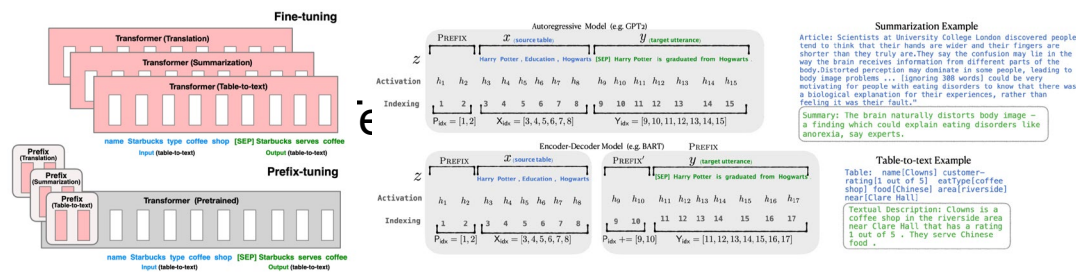 Fine-tuning
Transformer (Translation)
Transformer (Summarization)
Transformer (Table-to-text)
name Starbucks type coffee shop [SEP] Starbucks serves coffee
Input (table-to-text) Output (table-to-text)
Prefix-tuning
Prefix (Translation)
Prefix (Summarization)
Prefix (Table-to-text)
Transformer (Pretrained)
name Starbucks type coffee shop [SEP] Starbucks serves coffee
Input (table-to-text) Output (table-to-text)
Autoregressive Model (e.g. GPT2)
PREFIX x (source table) y (target utterance)
z Harry Potter , Education , Hogwarts [SEP] Harry Potter is graduated from Hogwarts .
Activation h₁ h₂ h₃ h₄ h₅ h₆ h₇ h₈ h₉ h₁₀ h₁₁ h₁₂ h₁₃ h₁₄ h₁₅
Indexing 1 2 3 4 5 6 7 8 9 10 11 12 13 14 15
Pidx = [1, 2] Xidx = [3, 4, 5, 6, 7, 8] Yidx = [9, 10, 11, 12, 13, 14, 15]
Encoder-Decoder Model (e.g. BART) PREFIX
PREFIX x (source table) PREFIX′ y (target utterance)
z Harry Potter , Education , Hogwarts [SEP] Harry Potter is graduated from Hogwarts .
Activation h₁ h₂ h₃ h₄ h₅ h₆ h₇ h₈ h₉ h₁₀ h₁₁ h₁₂ h₁₃ h₁₄ h₁₅ h₁₆ h₁₇
Indexing 1 2 3 4 5 6 7 8 9 10 11 12 13 14 15 16 17
Pidx = [1, 2] Xidx = [3, 4, 5, 6, 7, 8] Pidx += [9, 10] Yidx = [11, 12, 13, 14, 15, 16, 17]
Summarization Example
Article: Scientists at University College London discovered people
tend to think that their hands are wider and their fingers are
shorter than they truly are.They say the confusion may lie in the
way the brain receives information from different parts of the
body.Distorted perception may dominate in some people, leading to
body image problems ... [ignoring 308 words] could be very
motivating for people with eating disorders to know that there was
a biological explanation for their experiences, rather than
feeling it was their fault."
Summary: The brain naturally distorts body image –
a finding which could explain eating disorders like
anorexia, say experts.
Table-to-text Example
Table: name[Clowns] customer-
rating[1 out of 5] eatType[coffee
shop] food[Chinese] area[riverside]
near[Clare Hall]
Textual Description: Clowns is a
coffee shop in the riverside area
near Clare Hall that has a rating
1 out of 5 . They serve Chinese
food .